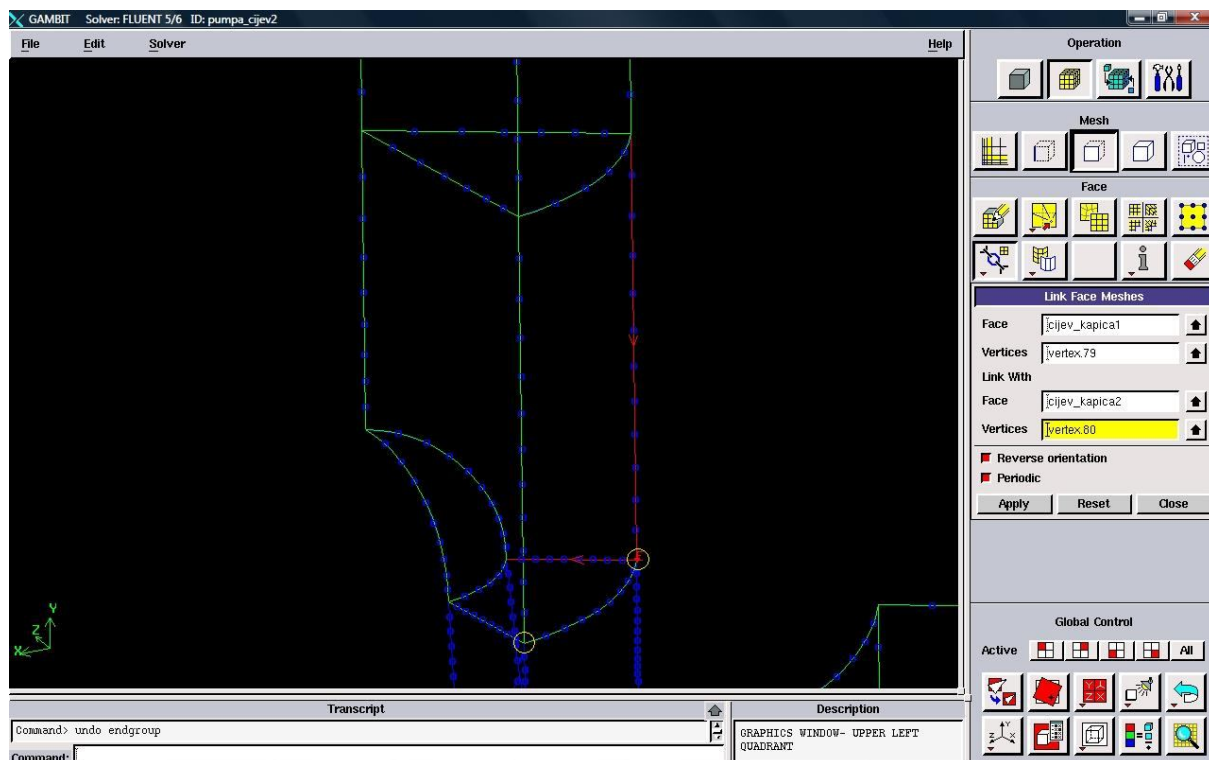 GAMBIT Solver: FLUENT 5/6 ID: pumpa_cijev2
File Edit Solver Help
Y
Z
X
Transcript
Command> undo endgroup
Command:
Description
GRAPHICS WINDOW- UPPER LEFT
QUADRANT
Operation
Mesh
Face
Link Face Meshes
Face cijev_kapica1
Vertices vertex.79
Link With
Face cijev_kapica2
Vertices vertex.80
Reverse orientation
Periodic
Apply Reset Close
Global Control
Active All